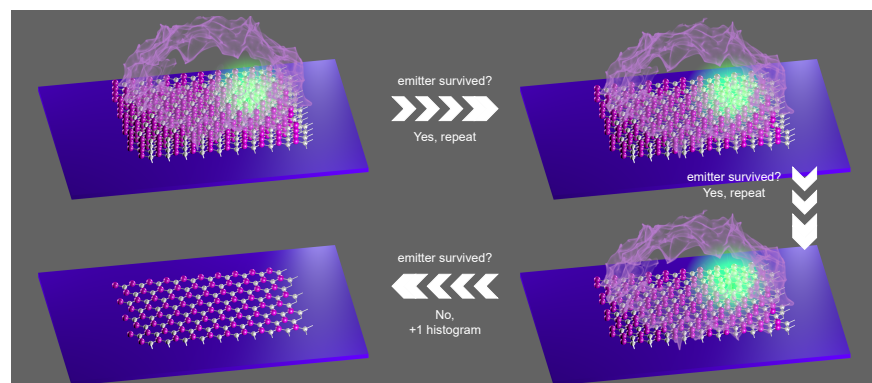 emitter survived?
Yes, repeat
emitter survived?
Yes, repeat
emitter survived?
No,
+1 histogram